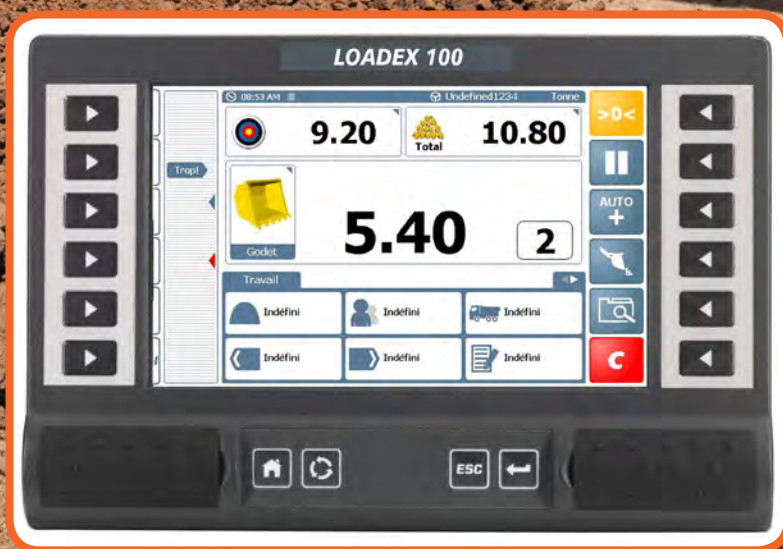 LOADEX 100
08:53 AM Undefined1234 Tonne
9.20 Total 10.80 >0<
Trop!
AUTO
+
5.40 2
Godet
Travail
Indéfini Indéfini Indéfini
Indéfini Indéfini Indéfini
C
ESC